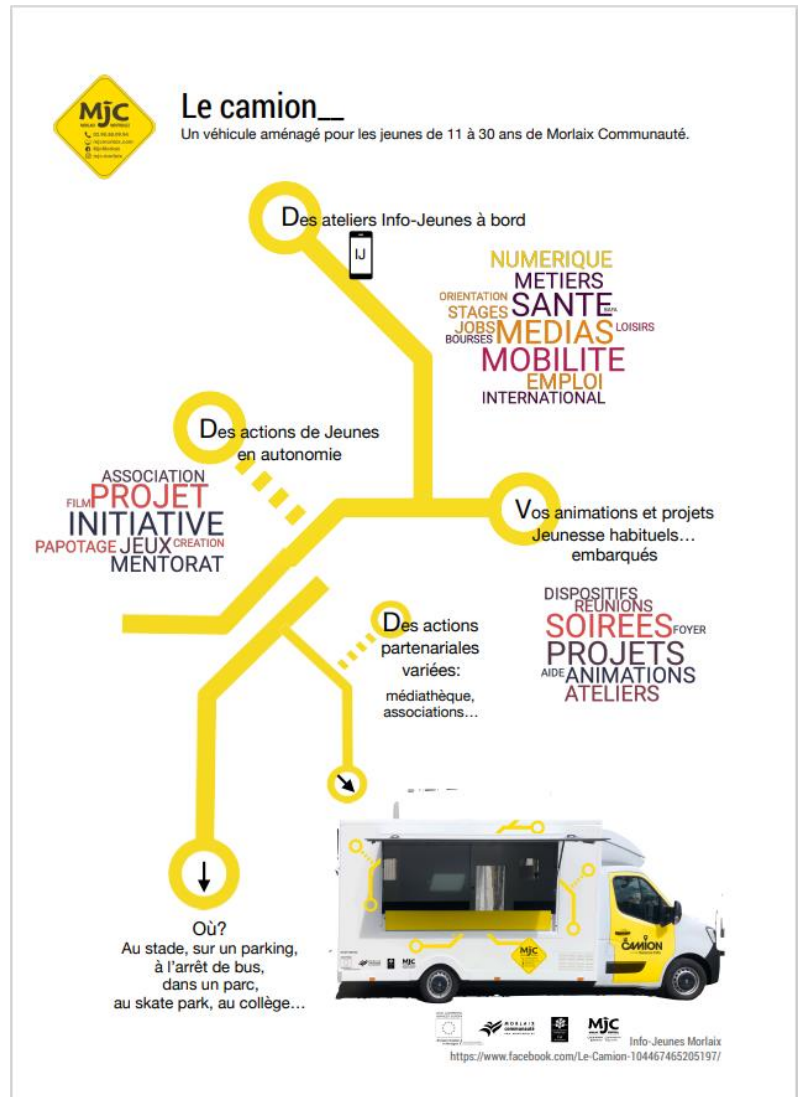 Le camion__
Un véhicule aménagé pour les jeunes de 11 à 30 ans de Morlaix Communauté.
MJC
Des ateliers Info-Jeunes à bord
IJ
NUMERIQUE
METIERS
ORIENTATION SANTE
STAGES
JOBS MEDIAS LOISIRS
BOURSES
MOBILITE
EMPLOI
INTERNATIONAL
Des actions de Jeunes
en autonomie
ASSOCIATION
FILM PROJET
INITIATIVE
PAPOTAGE JEUX CREATION
MENTORAT
Vos animations et projets
Jeunesse habituels…
embarqués
DISPOSITIFS
REUNIONS
SOIREES FOYER
PROJETS
AIDE ANIMATIONS
ATELIERS
Des actions
partenariales
variées:
médiathèque,
associations…
Où?
Au stade, sur un parking,
à l'arrêt de bus,
dans un parc,
au skate park, au collège…
CAMION
MJC
MJC
MORLAIX
COMMUNAUTÉ
MJC
Info-Jeunes Morlaix
https://www.facebook.com/Le-Camion-104467465205197/